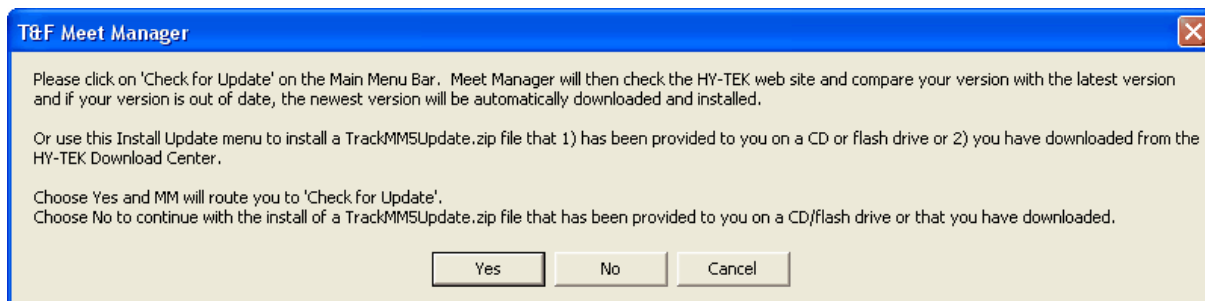 T&F Meet Manager
Please click on 'Check for Update' on the Main Menu Bar.  Meet Manager will then check the HY-TEK web site and compare your version with the latest version
and if your version is out of date, the newest version will be automatically downloaded and installed.
Or use this Install Update menu to install a TrackMM5Update.zip file that 1) has been provided to you on a CD or flash drive or 2) you have downloaded from the
HY-TEK Download Center.
Choose Yes and MM will route you to 'Check for Update'.
Choose No to continue with the install of a TrackMM5Update.zip file that has been provided to you on a CD/flash drive or that you have downloaded.
Yes No Cancel